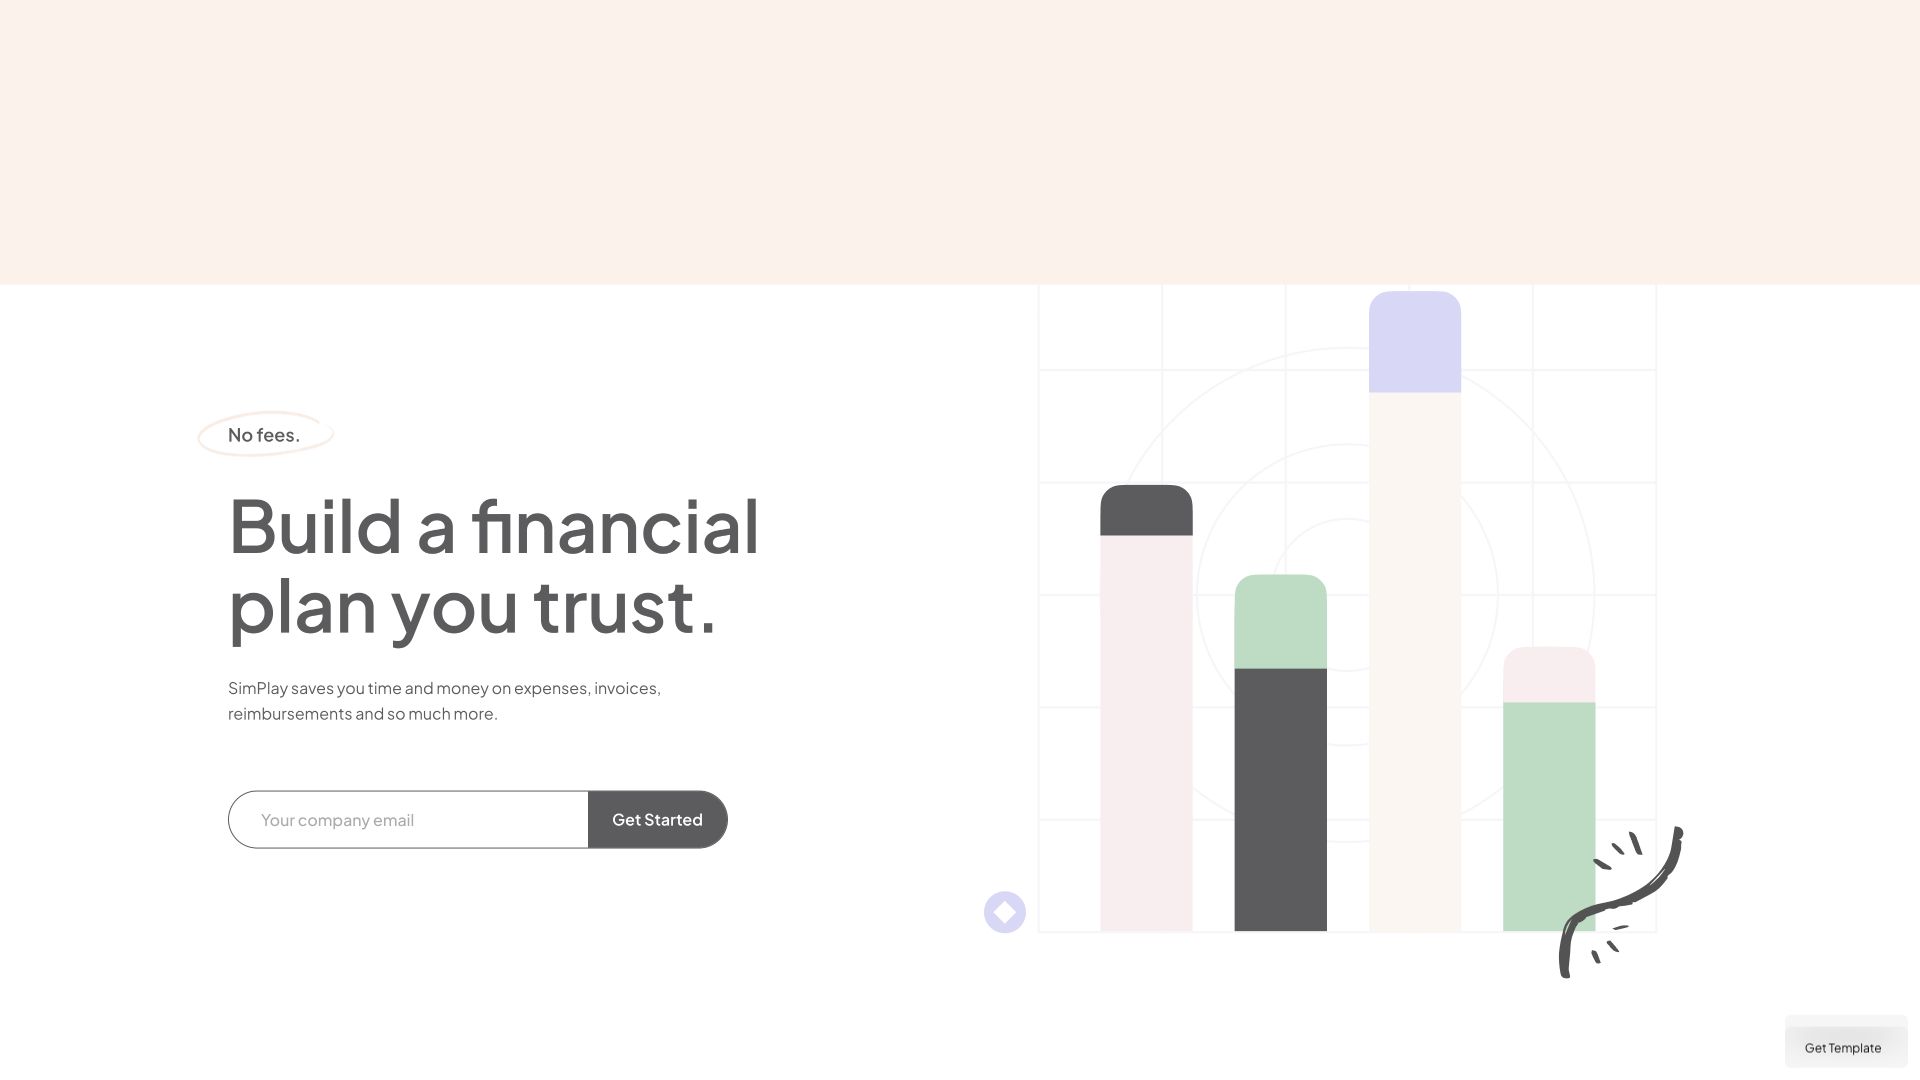 No fees.
Build a financial
plan you trust.
SimPlay saves you time and money on expenses, invoices,
reimbursements and so much more.
Your company email
Get Started
Get Template